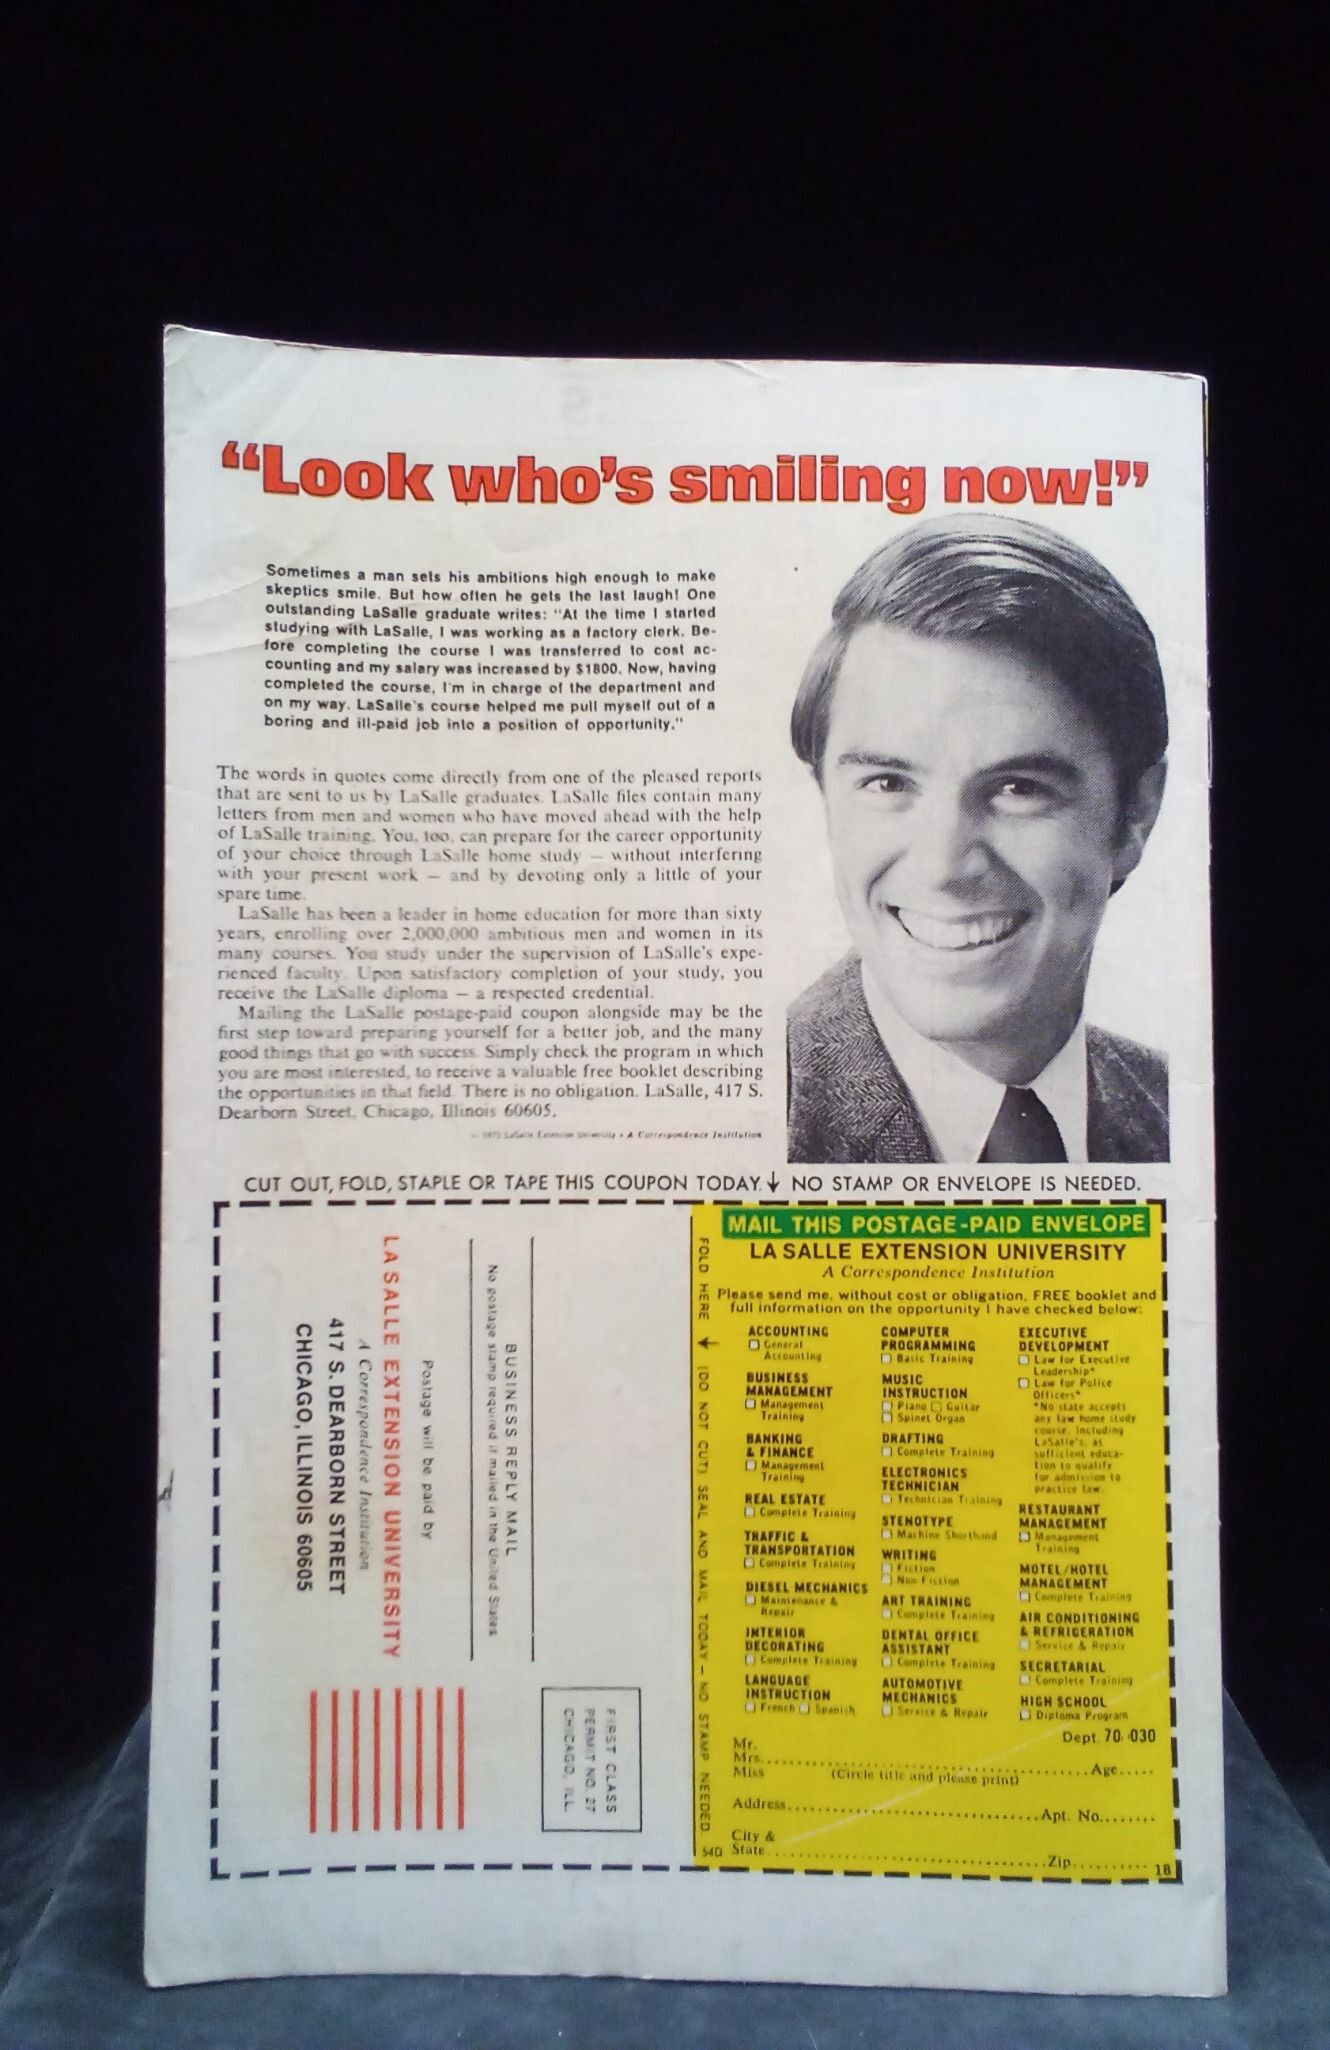 “Look who’s smiling now!”
Sometimes a man sets his ambitions high enough to make
skeptics smile. But how often he gets the last laugh! One
outstanding LaSalle graduate writes: “At the time I started
studying with LaSalle, I was working as a factory clerk. Be-
fore completing the course I was transferred to cost ac-
counting and my salary was increased by $1800. Now, having
completed the course, I'm in charge of the department and
on my way. LaSalle's course helped me pull myself out of a
boring and ill-paid job into a position of opportunity.”
The words in quotes come directly from one of the pleased reports
that are sent to us by LaSalle graduates. LaSalle files contain many
letters from men and women who have moved ahead with the help
of LaSalle training. You, too, can prepare for the career opportunity
of your choice through LaSalle home study — without interfering
with your present work — and by devoting only a little of your
spare time.
LaSalle has been a leader in home education for more than sixty
years, enrolling over 2,000,000 ambitious men and women in its
many courses. You study under the supervision of LaSalle's expe-
rienced faculty. Upon satisfactory completion of your study, you
receive the LaSalle diploma — a respected credential.
Mailing the LaSalle postage-paid coupon alongside may be the
first step toward preparing yourself for a better job, and the many
good things that go with success. Simply check the program in which
you are most interested, to receive a valuable free booklet describing
the opportunities in that field. There is no obligation. LaSalle, 417 S.
Dearborn Street, Chicago, Illinois 60605.
LaSalle Extension University • A Correspondence Institution
CUT OUT, FOLD, STAPLE OR TAPE THIS COUPON TODAY. ↓ NO STAMP OR ENVELOPE IS NEEDED.
FIRST CLASS
PERMIT NO. 27
CHICAGO, ILL.
BUSINESS REPLY MAIL
No postage stamp required if mailed in the United States
Postage will be paid by
LA SALLE EXTENSION UNIVERSITY
A Correspondence Institution
417 S. DEARBORN STREET
CHICAGO, ILLINOIS 60605
FOLD HERE ↓ (DO NOT CUT) SEAL AND MAIL TODAY — NO STAMP NEEDED.
54D
MAIL THIS POSTAGE-PAID ENVELOPE
LA SALLE EXTENSION UNIVERSITY
A Correspondence Institution
Please send me, without cost or obligation, FREE booklet and
full information on the opportunity I have checked below:
ACCOUNTING
☐ General
Accounting
BUSINESS
MANAGEMENT
☐ Management
Training
BANKING
& FINANCE
☐ Management
Training
REAL ESTATE
☐ Complete Training
TRAFFIC &
TRANSPORTATION
☐ Complete Training
DIESEL MECHANICS
☐ Maintenance &
Repair
INTERIOR
DECORATING
☐ Complete Training
LANGUAGE
INSTRUCTION
☐ French ☐ Spanish
COMPUTER
PROGRAMMING
☐ Basic Training
MUSIC
INSTRUCTION
☐ Piano ☐ Guitar
☐ Spinet Organ
DRAFTING
☐ Complete Training
ELECTRONICS
TECHNICIAN
☐ Technician Training
STENOTYPE
☐ Machine Shorthand
WRITING
☐ Fiction
☐ Non-Fiction
ART TRAINING
☐ Complete Training
DENTAL OFFICE
ASSISTANT
☐ Complete Training
AUTOMOTIVE
MECHANICS
☐ Service & Repair
EXECUTIVE
DEVELOPMENT
☐ Law for Executive
Leadership*
☐ Law for Police
Officers*
*No state accepts
any law home study
course, including
LaSalle's, as
sufficient educa-
tion to qualify
for admission to
practice law.
RESTAURANT
MANAGEMENT
☐ Management
Training
MOTEL/HOTEL
MANAGEMENT
☐ Complete Training
AIR CONDITIONING
& REFRIGERATION
☐ Service & Repair
SECRETARIAL
☐ Complete Training
HIGH SCHOOL
☐ Diploma Program
Dept. 70-030
Mr.
Mrs.
Miss
Age
(Circle title and please print)
Address Apt. No.
City &
State Zip
18